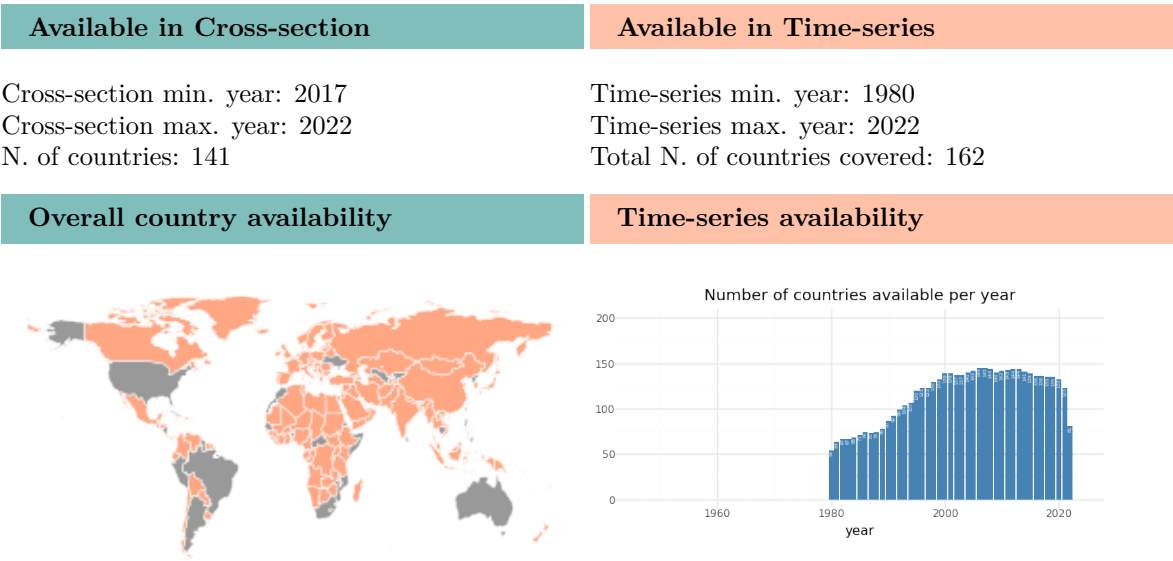 Available in Cross-section
Available in Time-series
Cross-section min. year: 2017
Cross-section max. year: 2022
N. of countries: 141
Time-series min. year: 1980
Time-series max. year: 2022
Total N. of countries covered: 162
Overall country availability
Time-series availability
Number of countries available per year
200
150
100
50
0
1960
1980
2000
2020
year